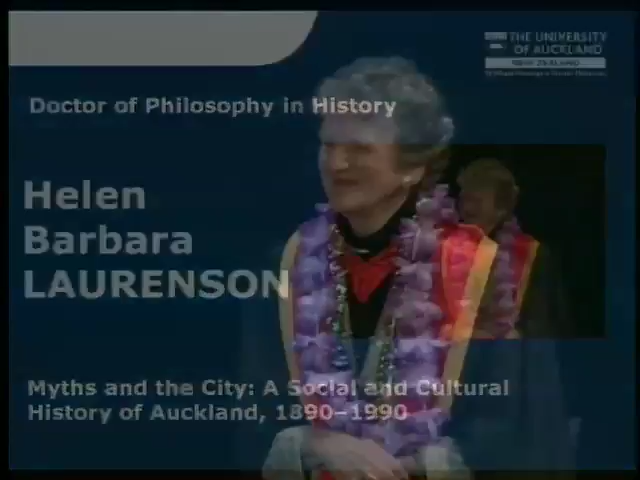 THE UNIVERSITY
OF AUCKLAND
NEW ZEALAND
Doctor of Philosophy in History
Helen
Barbara
LAURENSON
Myths and the City: A Social and Cultural
History of Auckland, 1890–1990